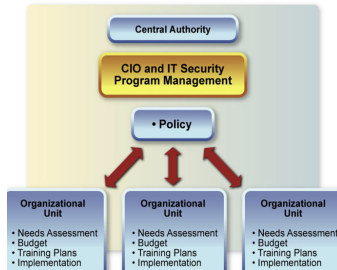 Central Authority
CIO and IT Security
Program Management
• Policy
Organizational
Unit
• Needs Assessment
• Budget
• Training Plans
• Implementation
Organizational
Unit
• Needs Assessment
• Budget
• Training Plans
• Implementation
Organizational
Unit
• Needs Assessment
• Budget
• Training Plans
• Implementation